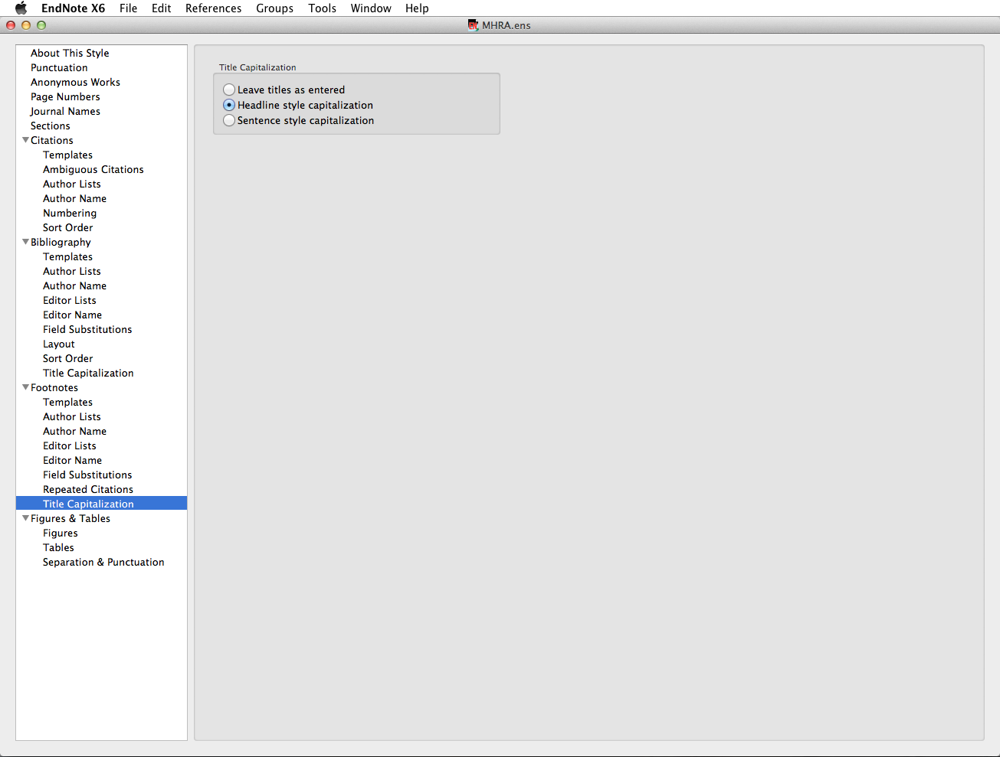 EndNote X6 File Edit References Groups Tools Window Help
MHRA.ens
About This Style
Punctuation
Anonymous Works
Page Numbers
Journal Names
Sections
Citations
Templates
Ambiguous Citations
Author Lists
Author Name
Numbering
Sort Order
Bibliography
Templates
Author Lists
Author Name
Editor Lists
Editor Name
Field Substitutions
Layout
Sort Order
Title Capitalization
Footnotes
Templates
Author Lists
Author Name
Editor Lists
Editor Name
Field Substitutions
Repeated Citations
Title Capitalization
Figures & Tables
Figures
Tables
Separation & Punctuation
Title Capitalization
Leave titles as entered
Headline style capitalization
Sentence style capitalization